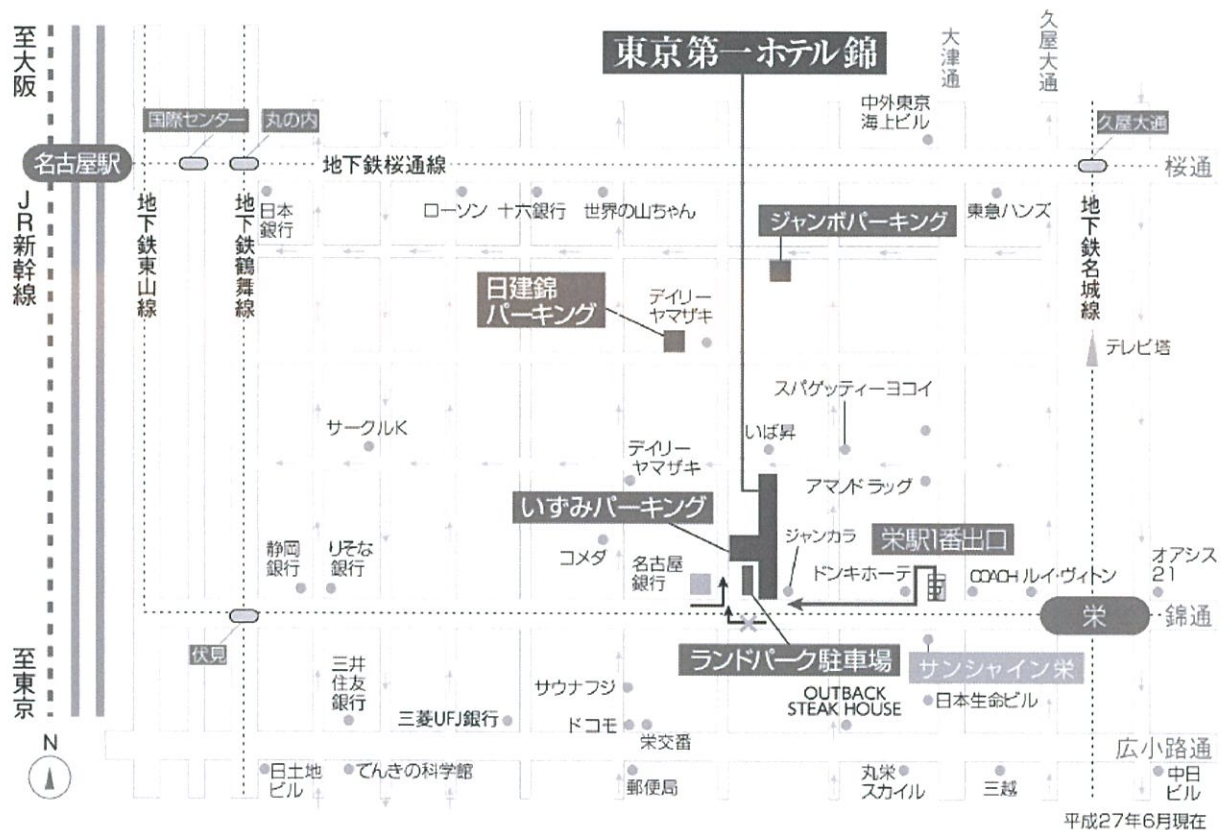 至大阪
東京第一ホテル錦
大津通
久屋大通
中外東京
海上ビル
国際センター
丸の内
久屋大通
名古屋駅
地下鉄桜通線
桜通
JR新幹線
地下鉄東山線
地下鉄鶴舞線
日本
銀行
ローソン
十六銀行
世界の山ちゃん
東急ハンズ
地下鉄名城線
ジャンボパーキング
日建錦
パーキング
デイリー
ヤマザキ
テレビ塔
スパゲッティーヨコイ
サークルK
いば昇
デイリー
ヤマザキ
アマノドラッグ
いずみパーキング
静岡
銀行
りそな
銀行
コメダ
名古屋
銀行
ジャンカラ
栄駅1番出口
ドンキホーテ
COACH
ルイ・ヴィトン
オアシス
21
栄
錦通
伏見
至東京
三井
住友
銀行
ランドパーク駐車場
サンシャイン栄
サウナフジ
OUTBACK
STEAK HOUSE
日本生命ビル
三菱UFJ銀行
ドコモ
栄交番
N
広小路通
日土地
ビル
でんきの科学館
郵便局
丸栄
スカイル
三越
中日
ビル
平成27年6月現在